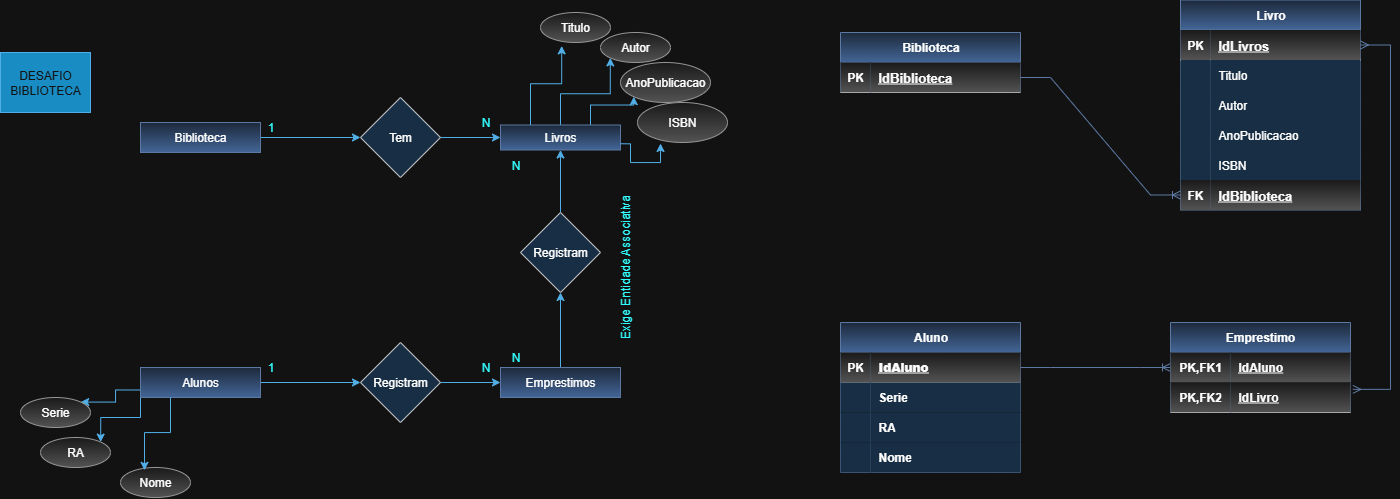 DESAFIO
BIBLIOTECA
Titulo
Autor
AnoPublicacao
ISBN
Biblioteca
1
Tem
N
Livros
N
Registram
Exige Entidade Associativa
N
Alunos
1
Registram
N
Emprestimos
Serie
RA
Nome
Biblioteca
PK IdBiblioteca
Livro
PK IdLivros
Titulo
Autor
AnoPublicacao
ISBN
FK IdBiblioteca
Aluno
PK IdAluno
Serie
RA
Nome
Emprestimo
PK,FK1 IdAluno
PK,FK2 IdLivro